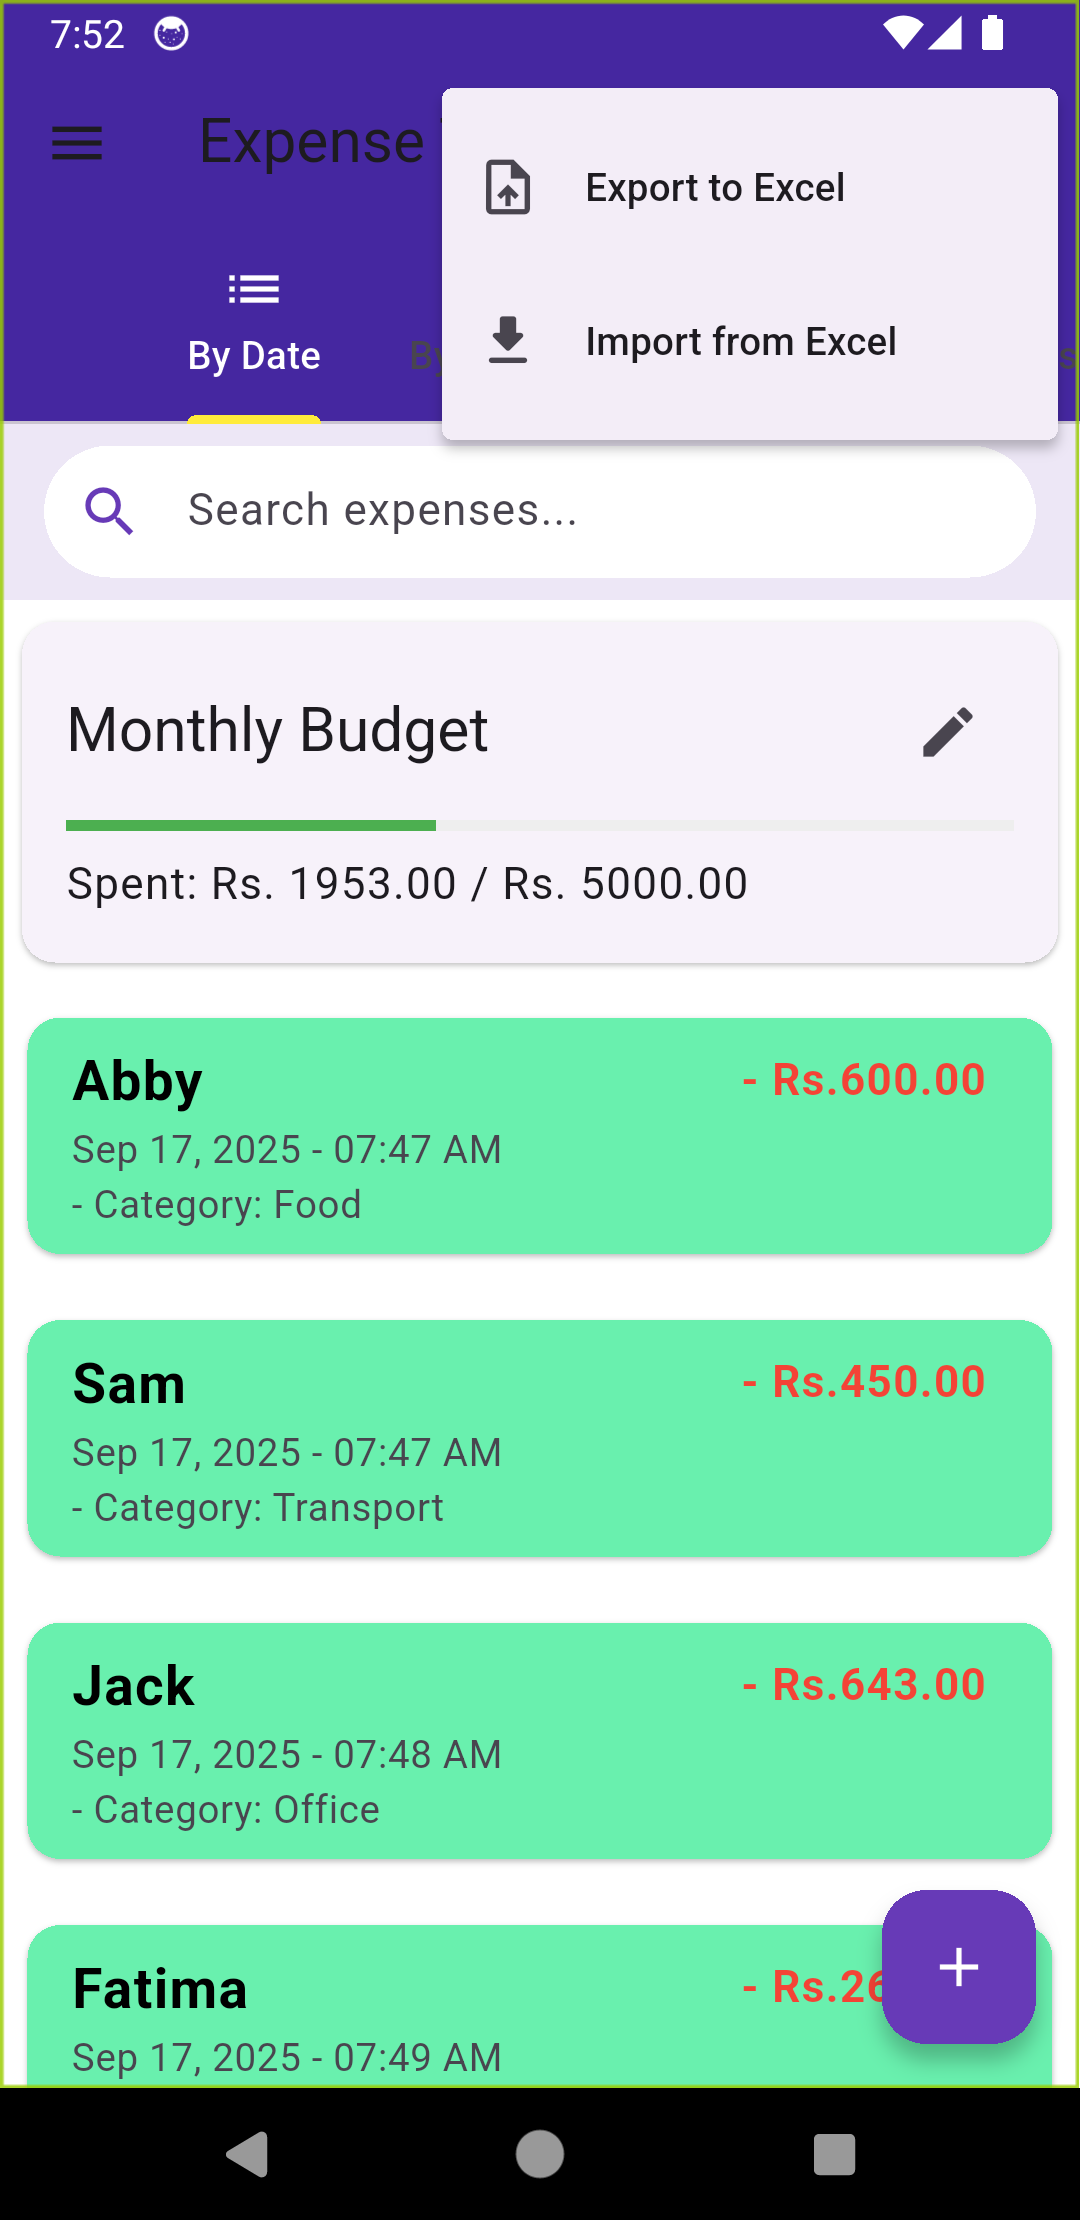 7:52
Expense
Export to Excel
Import from Excel
By Date
By
Search expenses...
Monthly Budget
Spent: Rs. 1953.00 / Rs. 5000.00
Abby
- Rs.600.00
Sep 17, 2025 - 07:47 AM
- Category: Food
Sam
- Rs.450.00
Sep 17, 2025 - 07:47 AM
- Category: Transport
Jack
- Rs.643.00
Sep 17, 2025 - 07:48 AM
- Category: Office
Fatima
- Rs.26
Sep 17, 2025 - 07:49 AM